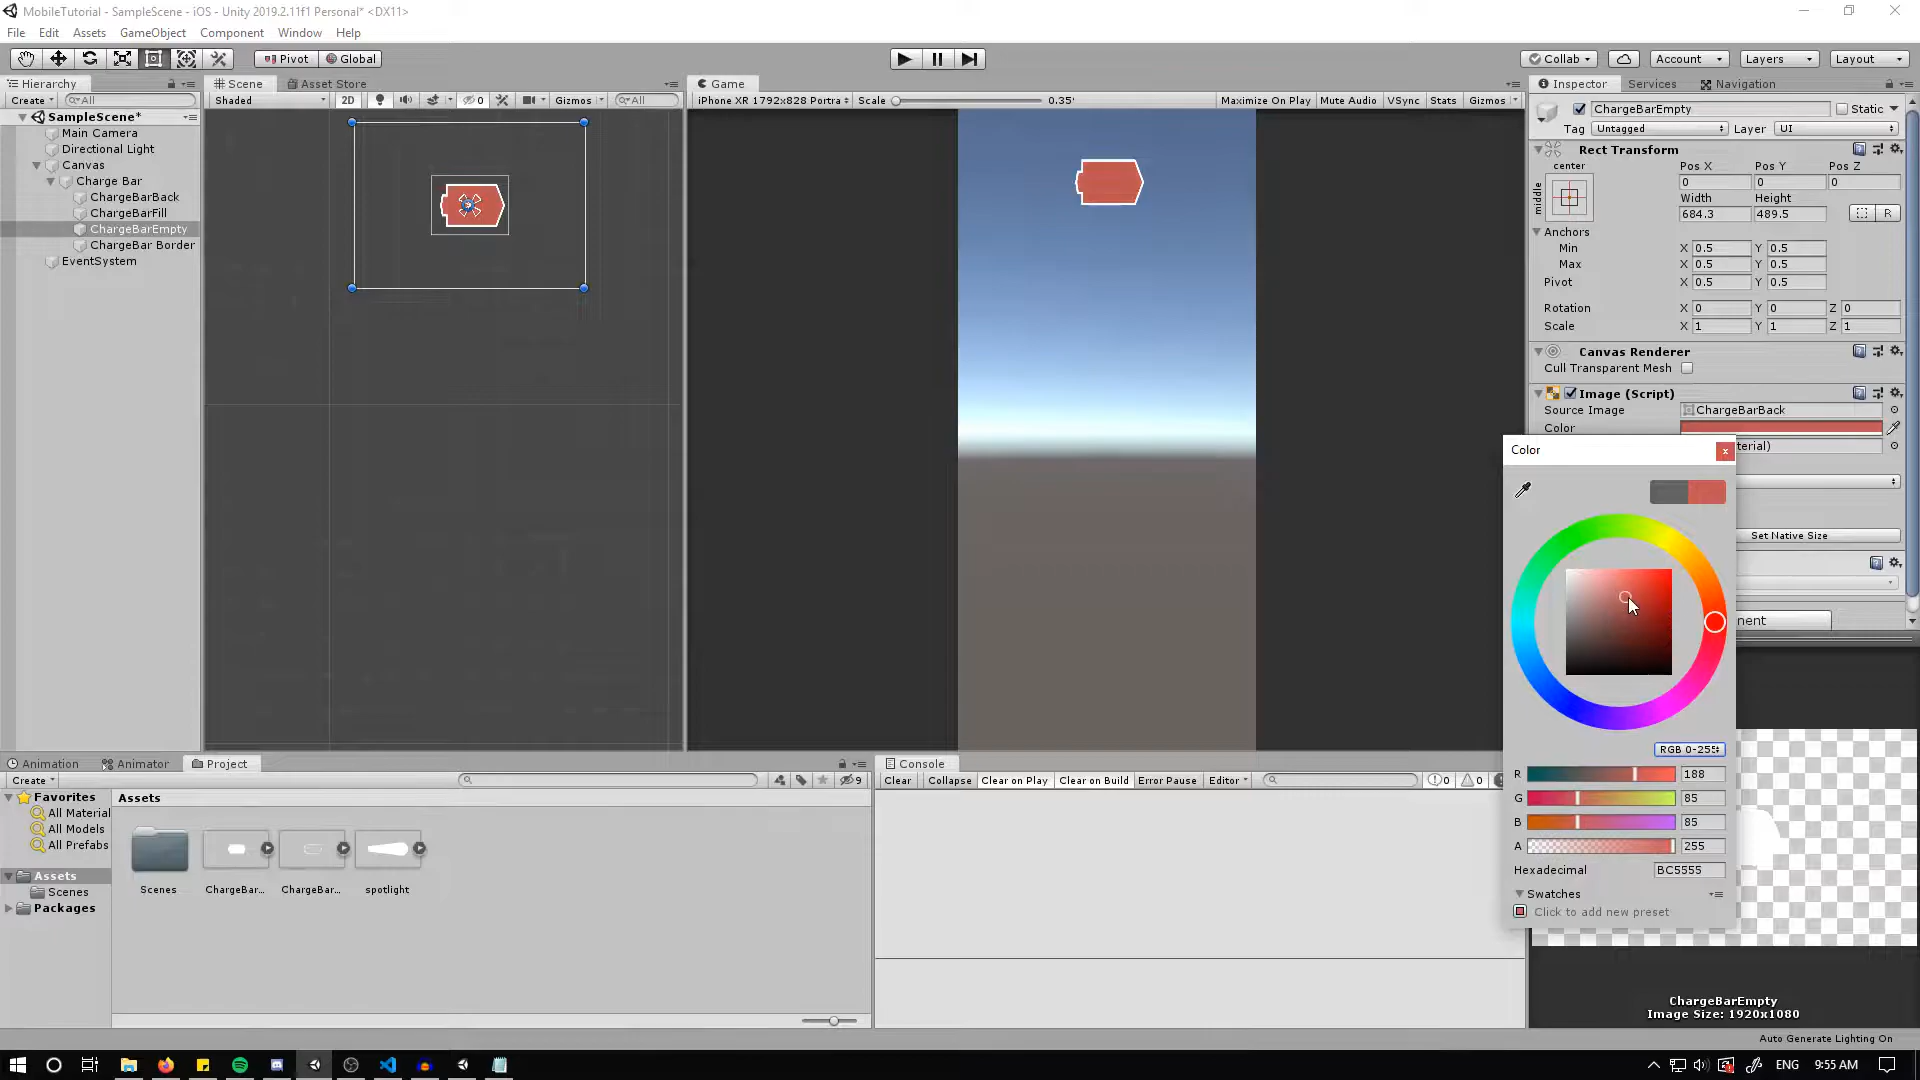 MobileTutorial - SampleScene - iOS - Unity 2019.2.11f1 Personal* <DX11>
File Edit Assets GameObject Component Window Help
Pivot Global Collab Account Layers Layout
Hierarchy Scene Asset Store Game Inspector Services Navigation
Create All Shaded 2D 0 Gizmos All iPhone XR 1792x828 Portra Scale 0.35 Maximize On Play Mute Audio VSync Stats Gizmos
SampleScene*
Main Camera
Directional Light
Canvas
Charge Bar
ChargeBarBack
ChargeBarFill
ChargeBarEmpty
ChargeBar Border
EventSystem
ChargeBarEmpty Static
Tag Untagged Layer UI
Rect Transform
center Pos X Pos Y Pos Z
middle 0 0 0
Width Height
684.3 489.5 R
Anchors
Min X 0.5 Y 0.5
Max X 0.5 Y 0.5
Pivot X 0.5 Y 0.5
Rotation X 0 Y 0 Z 0
Scale X 1 Y 1 Z 1
Canvas Renderer
Cull Transparent Mesh
Image (Script)
Source Image ChargeBarBack
Color
terial)
Set Native Size
nent
Color
RGB 0-255
R 188
G 85
B 85
A 255
Hexadecimal BC5555
Swatches
Click to add new preset
Animation Animator Project
Create 9
Favorites
All Material
All Models
All Prefabs
Assets
Scenes
Packages
Assets
Scenes ChargeBar... ChargeBar... spotlight
Console
Clear Collapse Clear on Play Clear on Build Error Pause Editor 0 0
ChargeBarEmpty
Image Size: 1920x1080
Auto Generate Lighting On
ENG 9:55 AM